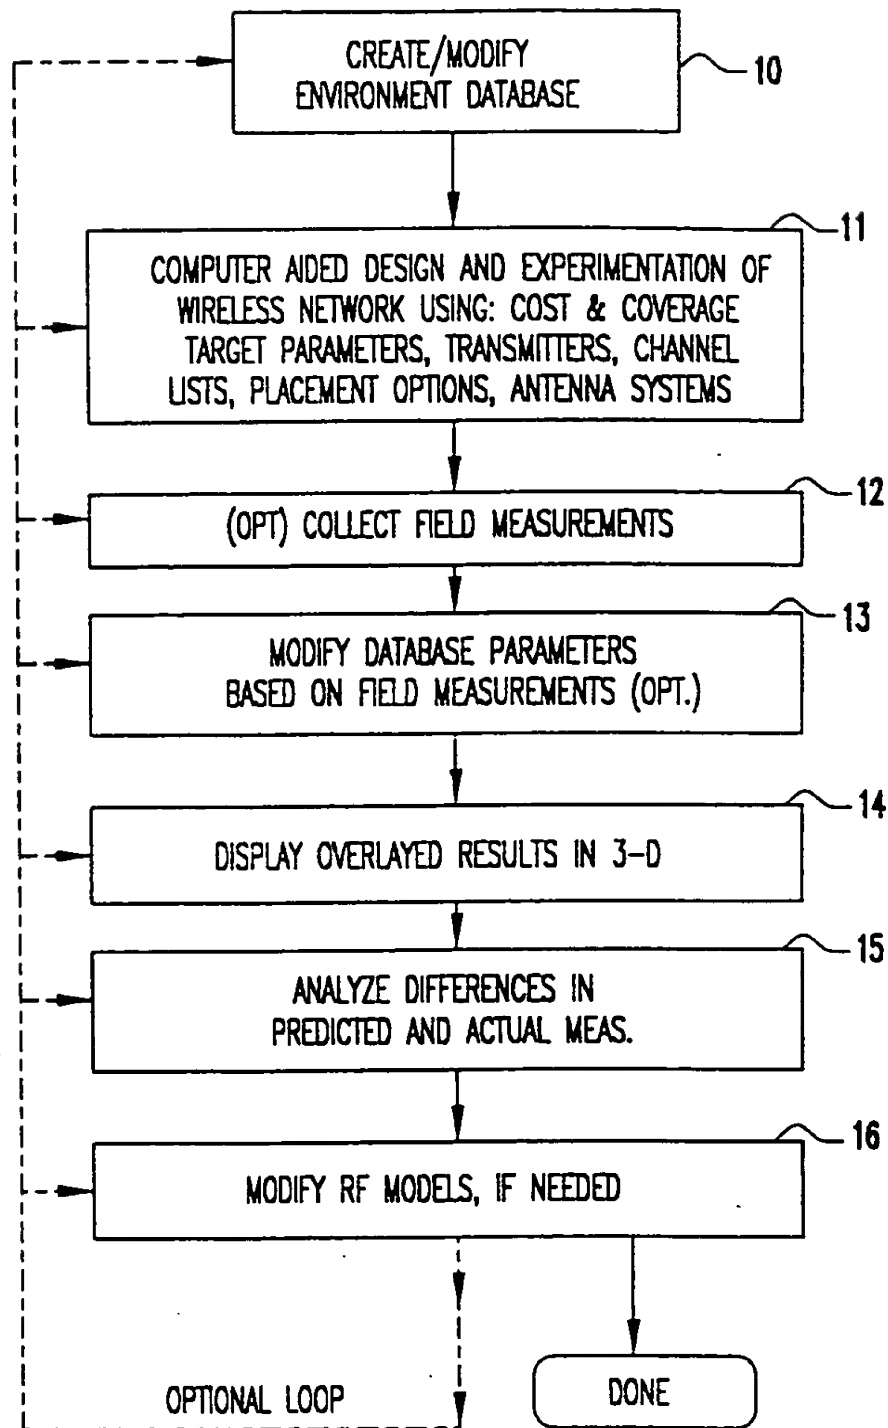 CREATE/MODIFY
ENVIRONMENT DATABASE
10
11
COMPUTER AIDED DESIGN AND EXPERIMENTATION OF
WIRELESS NETWORK USING: COST & COVERAGE
TARGET PARAMETERS, TRANSMITTERS, CHANNEL
LISTS, PLACEMENT OPTIONS, ANTENNA SYSTEMS
12
(OPT) COLLECT FIELD MEASUREMENTS
13
MODIFY DATABASE PARAMETERS
BASED ON FIELD MEASUREMENTS (OPT.)
14
DISPLAY OVERLAYED RESULTS IN 3-D
15
ANALYZE DIFFERENCES IN
PREDICTED AND ACTUAL MEAS.
16
MODIFY RF MODELS, IF NEEDED
OPTIONAL LOOP
DONE